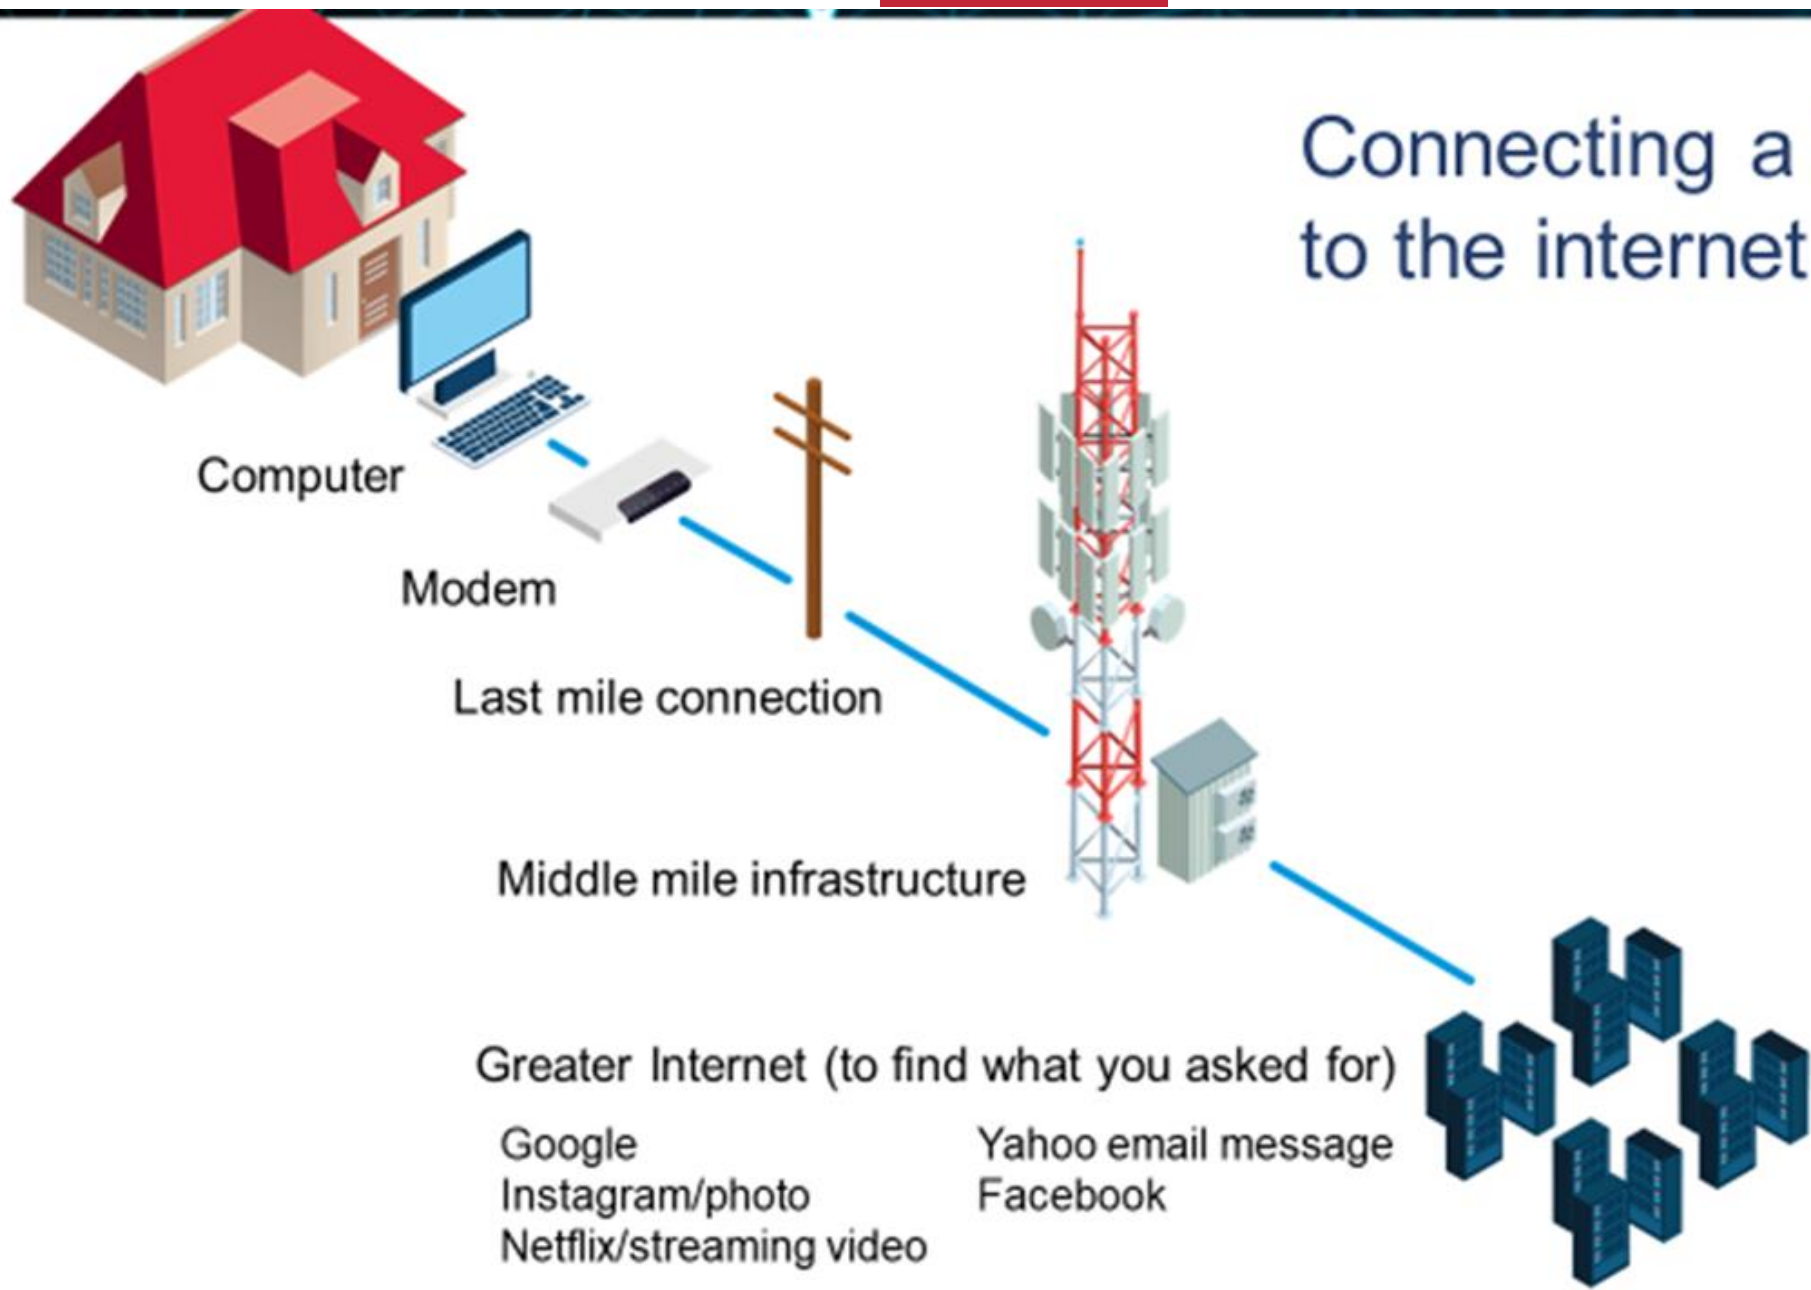 Connecting a
to the internet
Computer
Modem
Last mile connection
Middle mile infrastructure
Greater Internet (to find what you asked for)
Google
Yahoo email message
Instagram/photo
Facebook
Netflix/streaming video